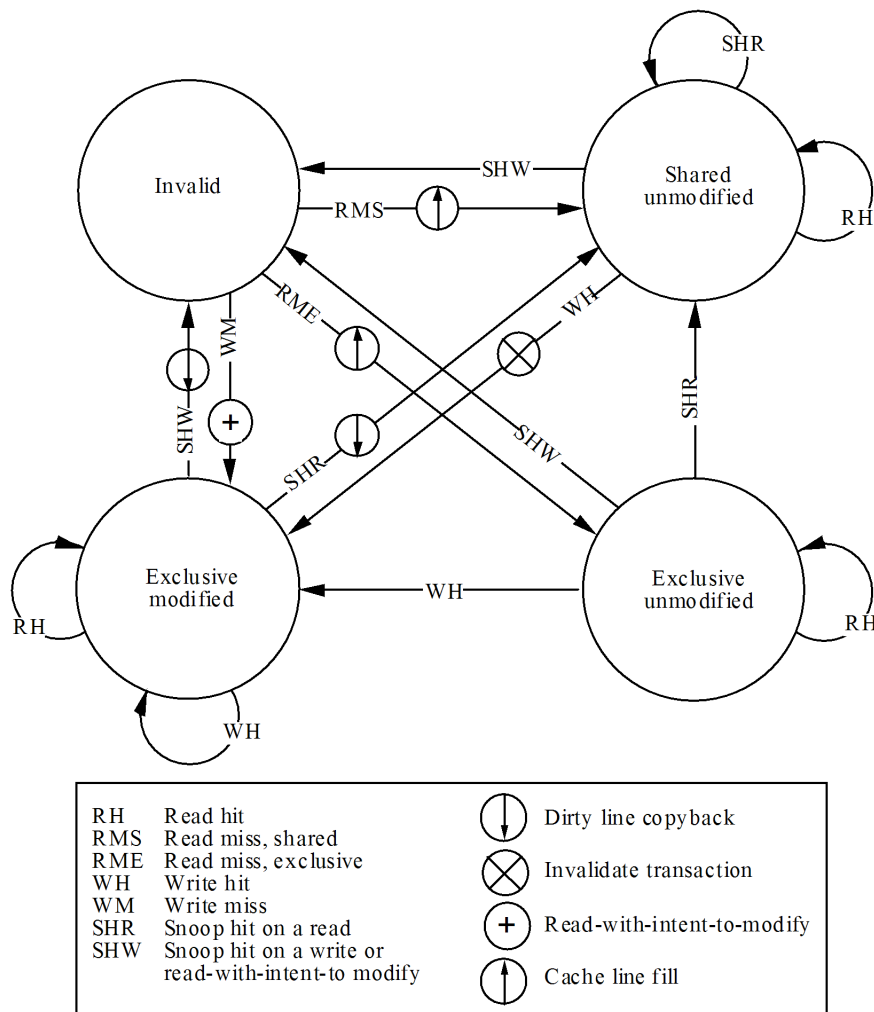 SHR
Invalid
SHW
Shared
unmodified
RMS
RH
RME
WH
WM
SHW
SHR
SHR
SHW
Exclusive
modified
WH
Exclusive
unmodified
RH
RH
WH
RH Read hit
RMS Read miss, shared
RME Read miss, exclusive
WH Write hit
WM Write miss
SHR Snoop hit on a read
SHW Snoop hit on a write or
read-with-intent-to modify
Dirty line copyback
Invalidate transaction
+ Read-with-intent-to-modify
Cache line fill